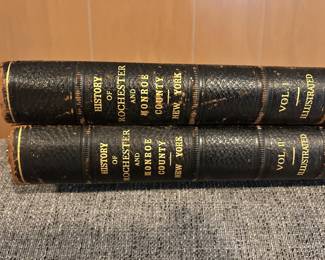 HISTORY
OF
ROCHESTER
AND
MONROE
COUNTY
NEW YORK
VOL. I
ILLUSTRATED
HISTORY
OF
ROCHESTER
AND
MONROE
COUNTY
NEW YORK
VOL. II
ILLUSTRATED